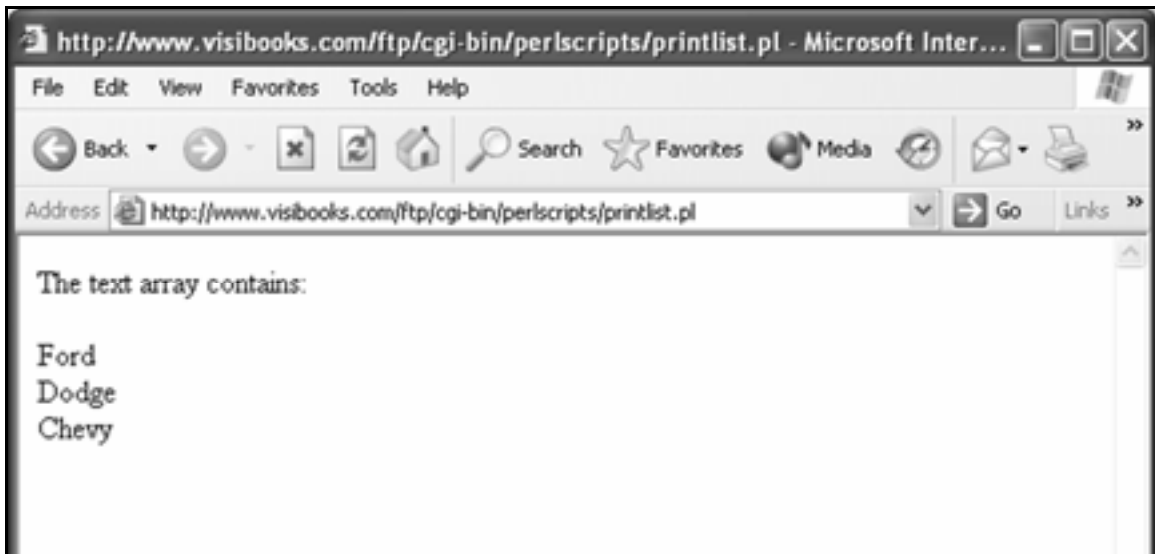 http://www.visibooks.com/ftp/cgi-bin/perlscripts/printlist.pl - Microsoft Inter...
File Edit View Favorites Tools Help
Back Search Favorites Media »
Address http://www.visibooks.com/ftp/cgi-bin/perlscripts/printlist.pl Go Links »
The text array contains:
Ford
Dodge
Chevy